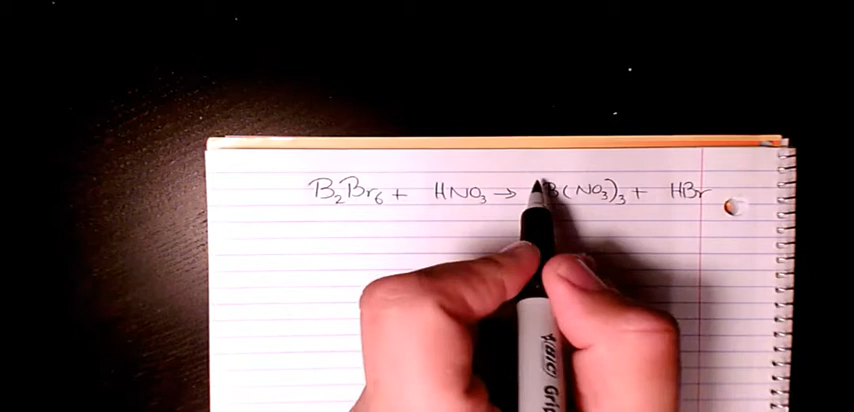 B₂Br₆ + HNO₃ → B(NO₃)₃ + HBr
BIC Grip